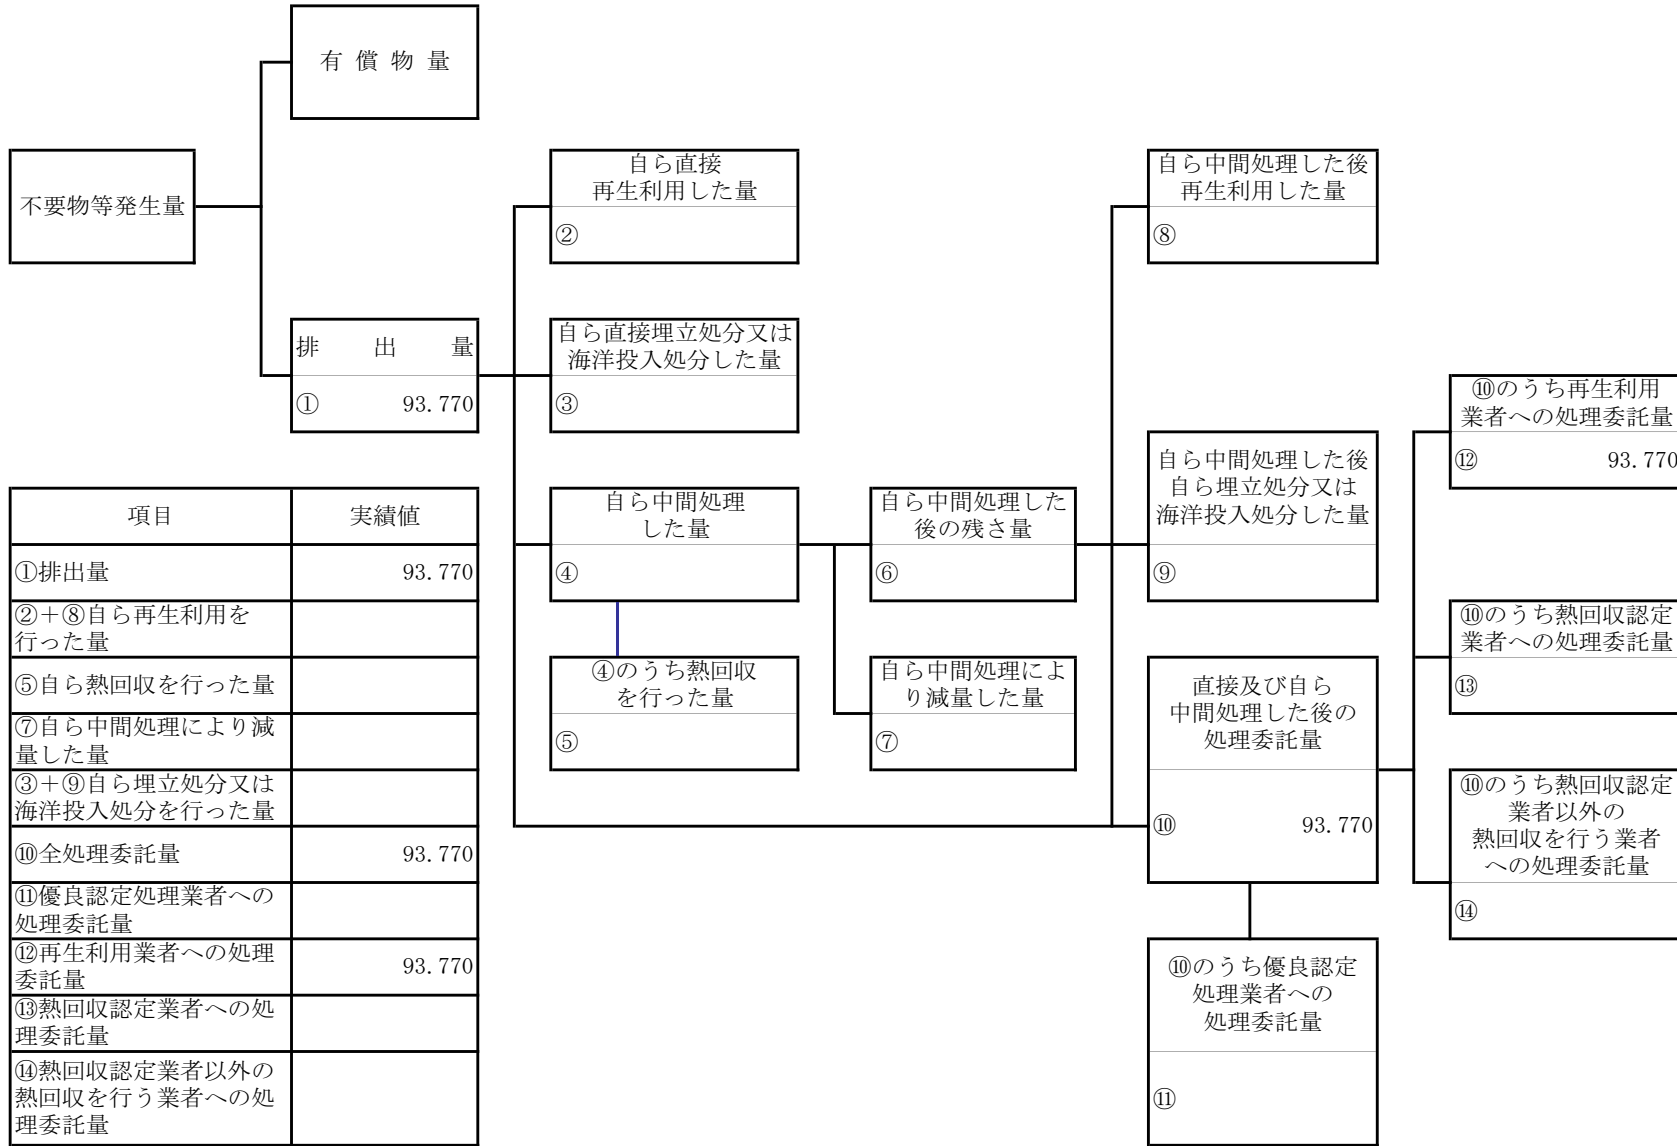 有償物量
不要物等発生量
排出量
① 93.770
自ら直接
再生利用した量
②
自ら直接埋立処分又は
海洋投入処分した量
③
自ら中間処理
した量
④
④のうち熱回収
を行った量
⑤
自ら中間処理した
後の残さ量
⑥
自ら中間処理によ
り減量した量
⑦
自ら中間処理した後
再生利用した量
⑧
自ら中間処理した後
自ら埋立処分又は
海洋投入処分した量
⑨
直接及び自ら
中間処理した後の
処理委託量
⑩ 93.770
⑩のうち優良認定
処理業者への
処理委託量
⑪
⑩のうち再生利用
業者への処理委託量
⑫ 93.770
⑩のうち熱回収認定
業者への処理委託量
⑬
⑩のうち熱回収認定
業者以外の
熱回収を行う業者
への処理委託量
⑭
項目 実績値
①排出量 93.770
②+⑧自ら再生利用を
行った量
⑤自ら熱回収を行った量
⑦自ら中間処理により減
量した量
③+⑨自ら埋立処分又は
海洋投入処分を行った量
⑩全処理委託量 93.770
⑪優良認定処理業者への
処理委託量
⑫再生利用業者への処理
委託量 93.770
⑬熱回収認定業者への処
理委託量
⑭熱回収認定業者以外の
熱回収を行う業者への処
理委託量